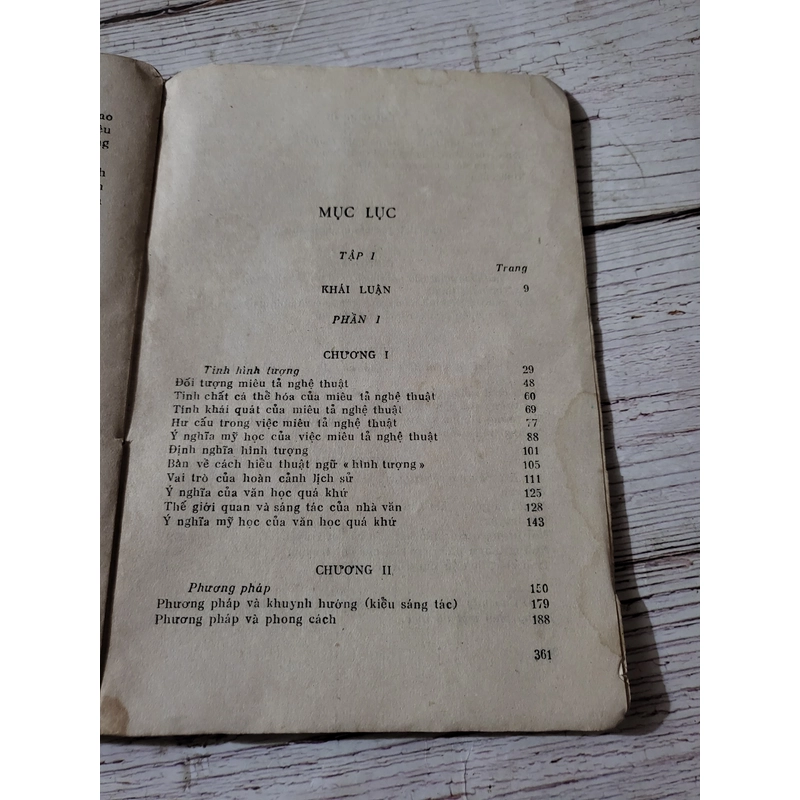 MỤC LỤC
TẬP I
Trang
KHÁI LUẬN 9
PHẦN I
CHƯƠNG I
Tính hình tượng 29
Đối tượng miêu tả nghệ thuật 48
Tính chất cá thể hóa của miêu tả nghệ thuật 60
Tính khái quát của miêu tả nghệ thuật 69
Hư cấu trong việc miêu tả nghệ thuật 77
Ý nghĩa mỹ học của việc miêu tả nghệ thuật 88
Định nghĩa hình tượng 101
Bàn về cách hiểu thuật ngữ « hình tượng » 105
Vai trò của hoàn cảnh lịch sử 111
Ý nghĩa của văn học quá khứ 125
Thế giới quan và sáng tác của nhà văn 128
Ý nghĩa mỹ học của văn học quá khứ 143
CHƯƠNG II
Phương pháp 150
Phương pháp và khuynh hướng (kiểu sáng tác) 179
Phương pháp và phong cách 188
361